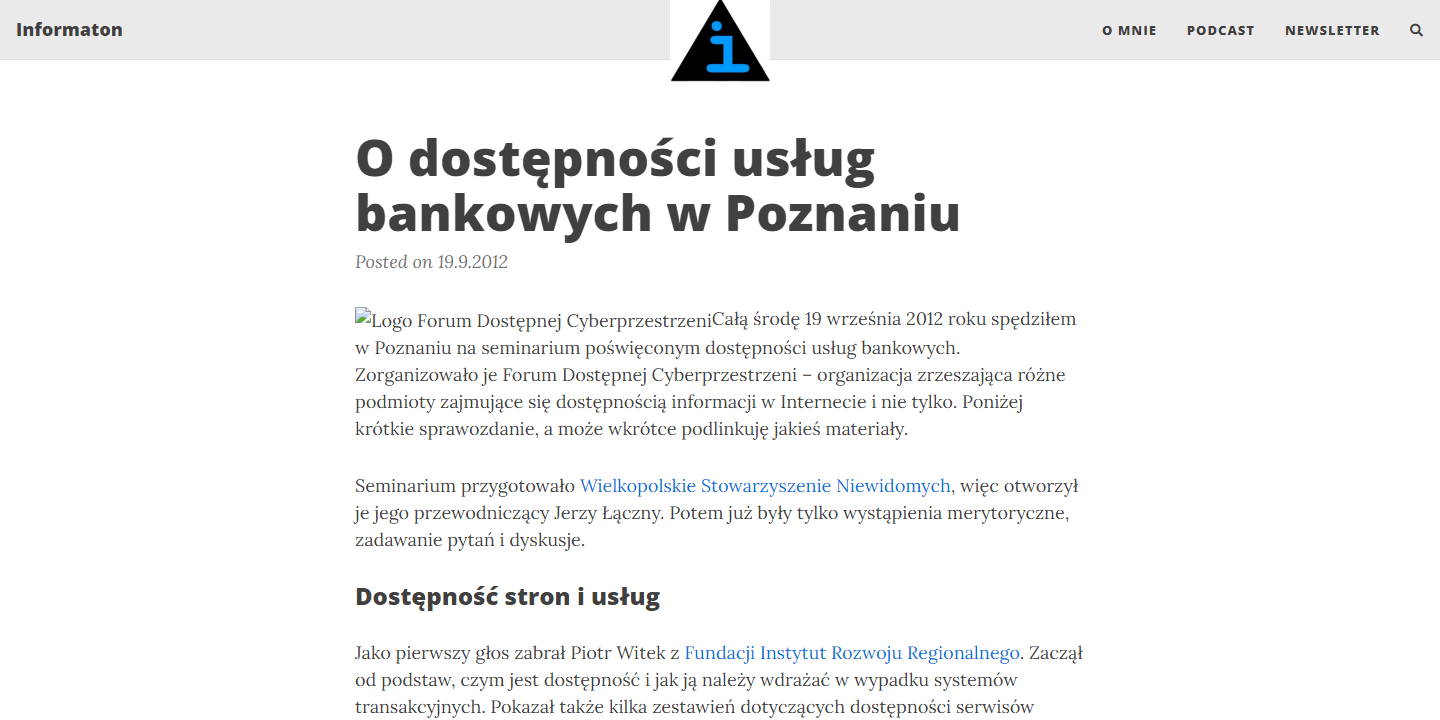 Informaton
i
O MNIE
PODCAST
NEWSLETTER
O dostępności usług
bankowych w Poznaniu
Posted on 19.9.2012
Logo Forum Dostępnej CyberprzestrzeniCałą środę 19 września 2012 roku spędziłem
w Poznaniu na seminarium poświęconym dostępności usług bankowych.
Zorganizowało je Forum Dostępnej Cyberprzestrzeni – organizacja zrzeszająca różne
podmioty zajmujące się dostępnością informacji w Internecie i nie tylko. Poniżej
krótkie sprawozdanie, a może wkrótce podlinkuję jakieś materiały.
Seminarium przygotowało Wielkopolskie Stowarzyszenie Niewidomych, więc otworzył
je jego przewodniczący Jerzy Łączny. Potem już były tylko wystąpienia merytoryczne,
zadawanie pytań i dyskusje.
Dostępność stron i usług
Jako pierwszy głos zabrał Piotr Witek z Fundacji Instytut Rozwoju Regionalnego. Zaczął
od podstaw, czym jest dostępność i jak ją należy wdrażać w wypadku systemów
transakcyjnych. Pokazał także kilka zestawień dotyczących dostępności serwisów